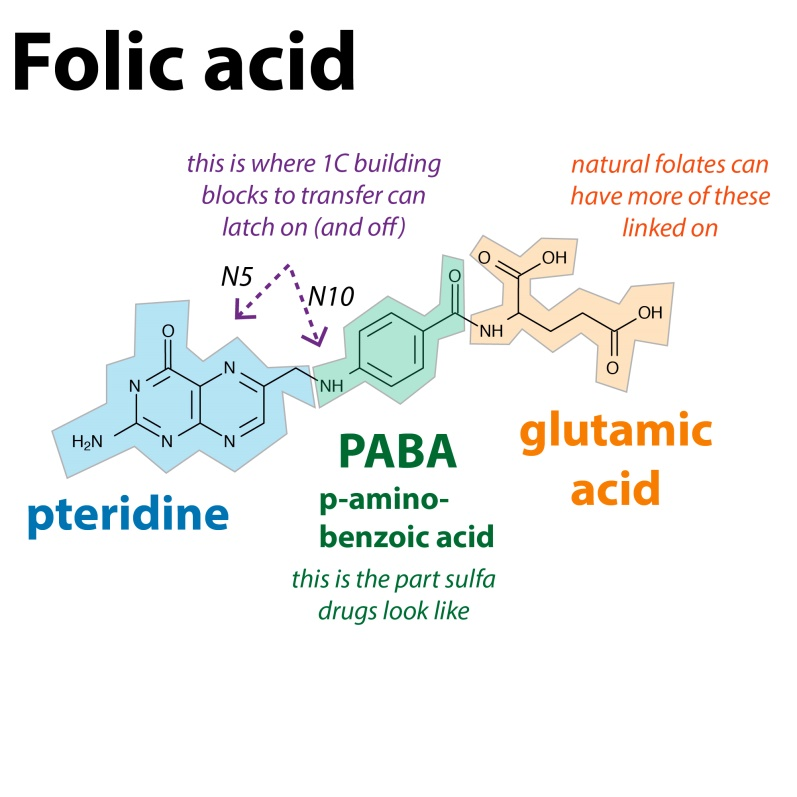 Folic acid
this is where 1C building
blocks to transfer can
latch on (and off)
natural folates can
have more of these
linked on
N5
N10
O
OH
O
OH
O
NH
O
O
N
N
NH
H₂N
N
N
PABA
p-amino-
benzoic acid
this is the part sulfa
drugs look like
glutamic
acid
pteridine